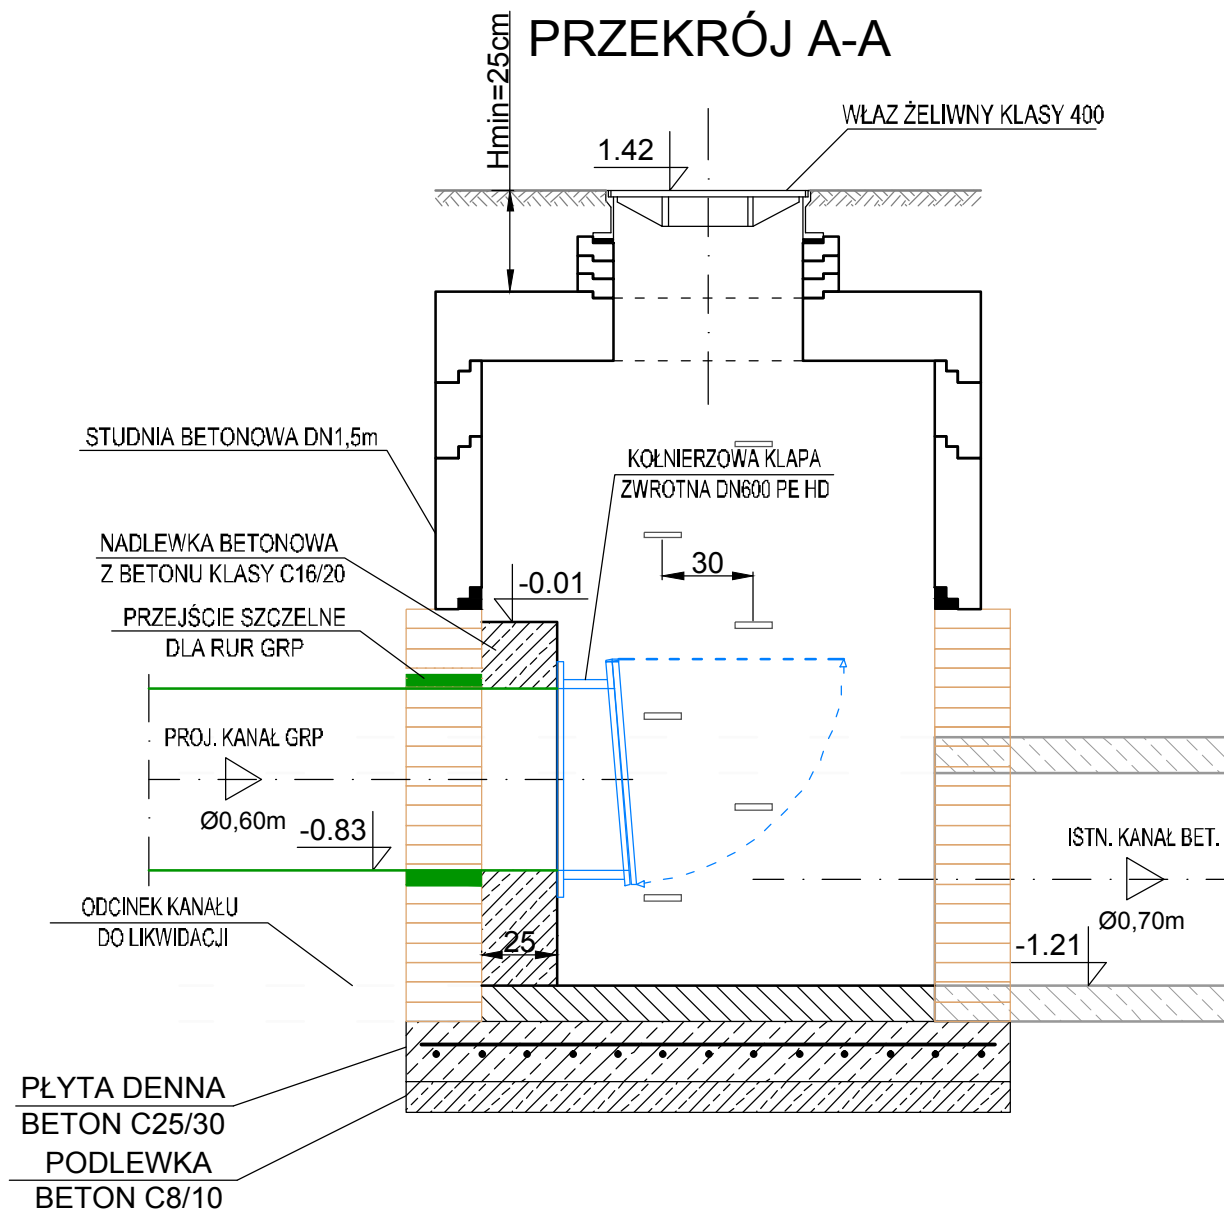 PRZEKRÓJ A-A
Hmin=25cm
WŁAZ ŻELIWNY KLASY 400
1.42
STUDNIA BETONOWA DN1,5m
KOŁNIERZOWA KLAPA
ZWROTNA DN600 PE HD
NADLEWKA BETONOWA
Z BETONU KLASY C16/20
30
-0.01
PRZEJŚCIE SZCZELNE
DLA RUR GRP
PROJ. KANAŁ GRP
Ø0,60m
-0.83
ISTN. KANAŁ BET.
Ø0,70m
ODCINEK KANAŁU
DO LIKWIDACJI
25
-1.21
PŁYTA DENNA
BETON C25/30
PODLEWKA
BETON C8/10